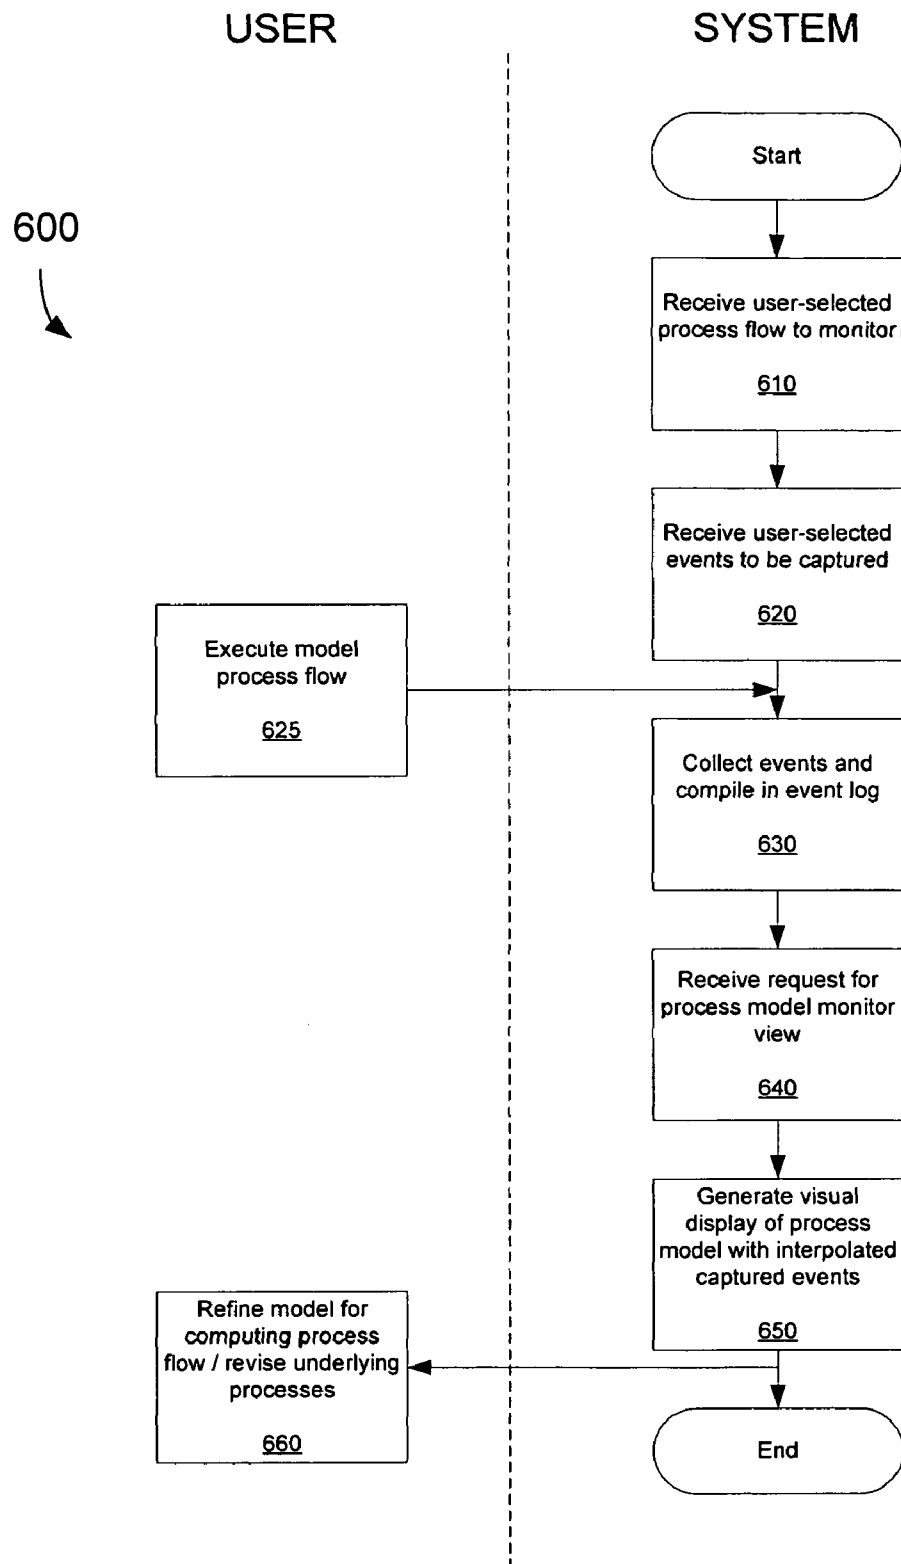 USER
SYSTEM
Start
600
Receive user-selected
process flow to monitor
610
Receive user-selected
events to be captured
620
Execute model
process flow
625
Collect events and
compile in event log
630
Receive request for
process model monitor
view
640
Generate visual
display of process
model with interpolated
captured events
650
Refine model for
computing process
flow / revise underlying
processes
660
End